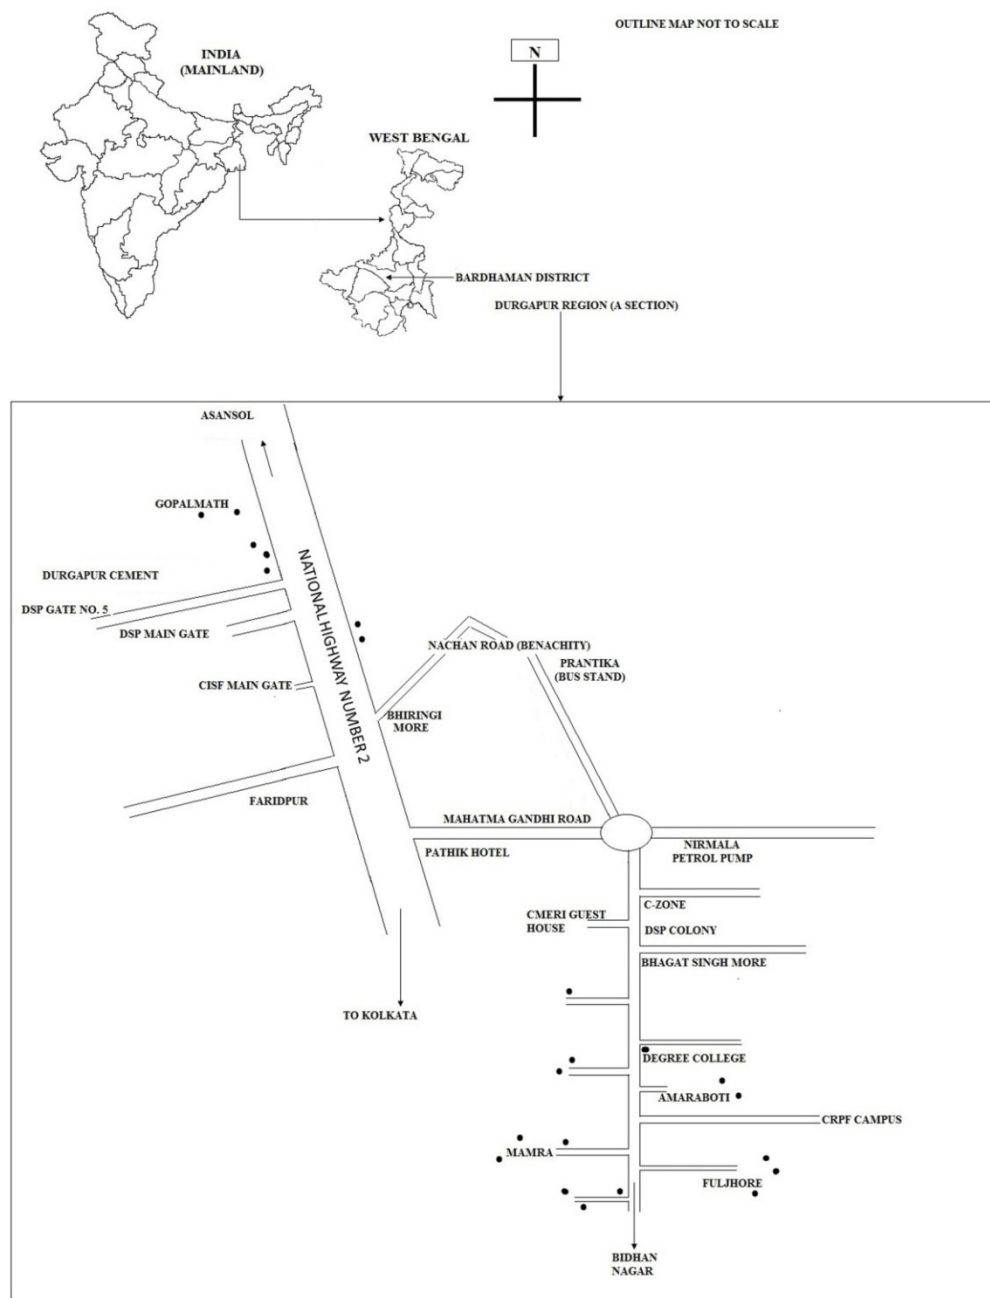 OUTLINE MAP NOT TO SCALE
N
INDIA
(MAINLAND)
WEST BENGAL
BARDHAMAN DISTRICT
DURGAPUR REGION (A SECTION)
ASANSOL
GOPALMATH
NATIONAL HIGHWAY NUMBER 2
DURGAPUR CEMENT
DSP GATE NO. 5
DSP MAIN GATE
NACHAN ROAD (BENACHITY)
PRANTIKA
(BUS STAND)
CISF MAIN GATE
BHIRINGI
MORE
FARIDPUR
MAHATMA GANDHI ROAD
PATHIK HOTEL
NIRMALA
PETROL PUMP
C-ZONE
CMERI GUEST
HOUSE
DSP COLONY
BHAGAT SINGH MORE
TO KOLKATA
DEGREE COLLEGE
AMARABOTI
CRPF CAMPUS
MAMRA
FULJHORE
BIDHAN
NAGAR